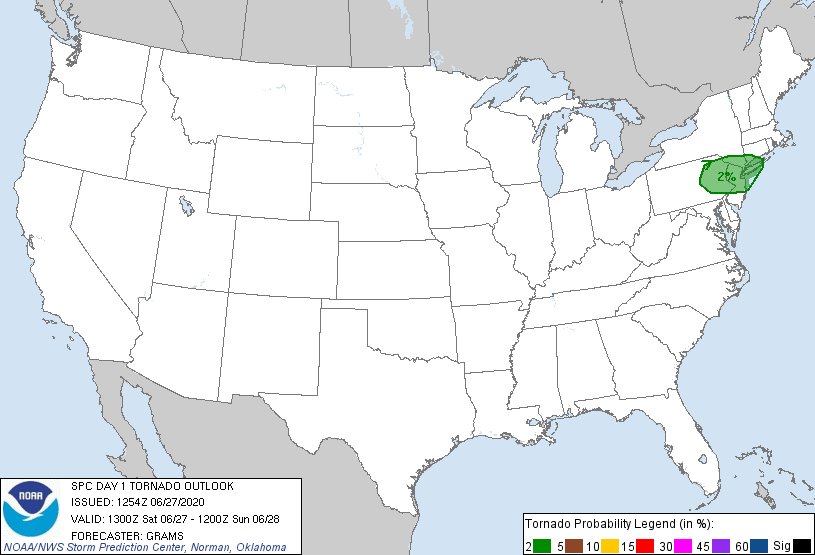 2%
NOAA
SPC DAY 1 TORNADO OUTLOOK
ISSUED: 1254Z 06/27/2020
VALID: 1300Z Sat 06/27 - 1200Z Sun 06/28
FORECASTER: GRAMS
NOAA/NWS Storm Prediction Center, Norman, Oklahoma
Tornado Probability Legend (in %):
2 5 10 15 30 45 60 Sig